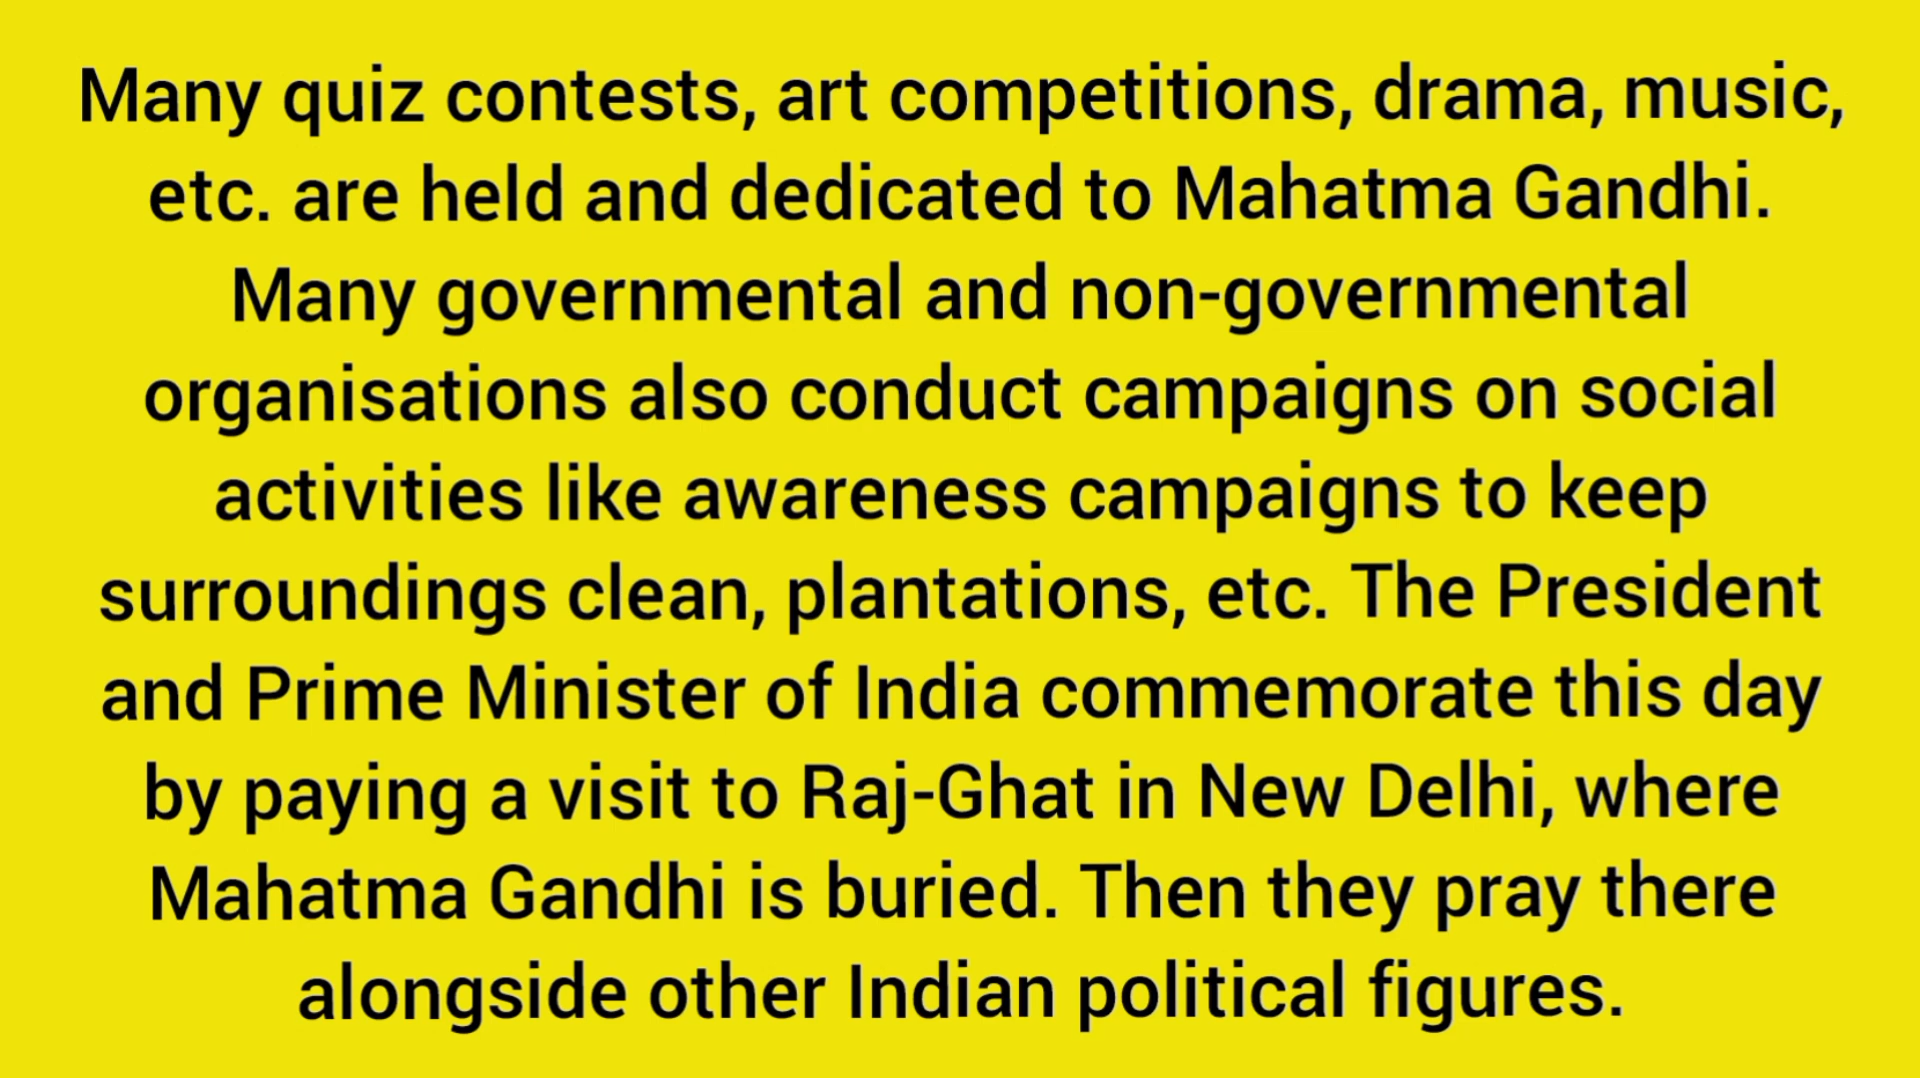 Many quiz contests, art competitions, drama, music,
etc. are held and dedicated to Mahatma Gandhi.
Many governmental and non-governmental
organisations also conduct campaigns on social
activities like awareness campaigns to keep
surroundings clean, plantations, etc. The President
and Prime Minister of India commemorate this day
by paying a visit to Raj-Ghat in New Delhi, where
Mahatma Gandhi is buried. Then they pray there
alongside other Indian political figures.